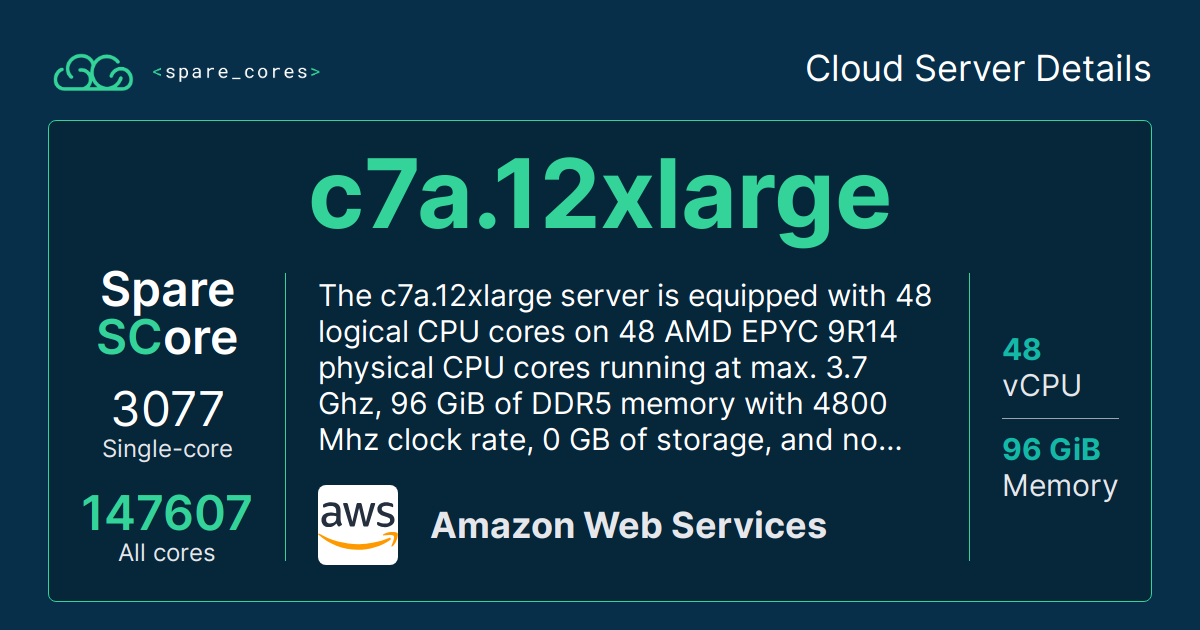 <spare_cores>
Cloud Server Details
c7a.12xlarge
Spare
SCore
3077
Single-core
147607
All cores
The c7a.12xlarge server is equipped with 48
logical CPU cores on 48 AMD EPYC 9R14
physical CPU cores running at max. 3.7
Ghz, 96 GiB of DDR5 memory with 4800
Mhz clock rate, 0 GB of storage, and no...
aws
Amazon Web Services
48
vCPU
96 GiB
Memory